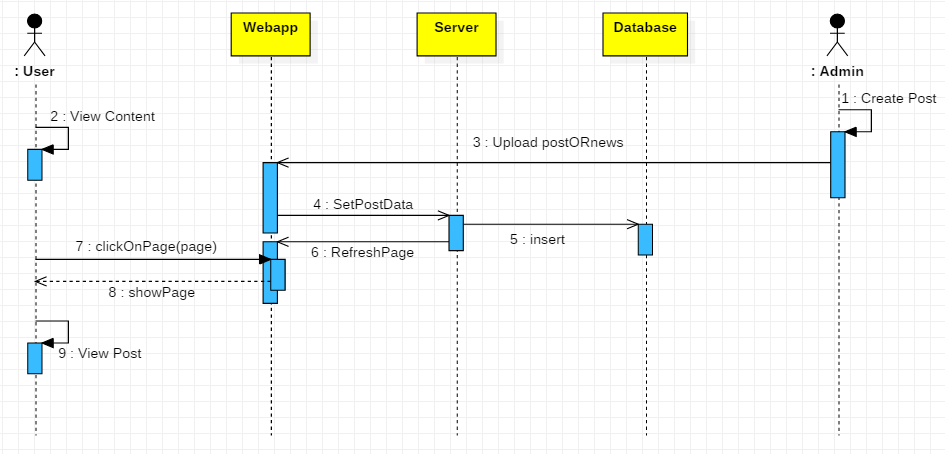 Webapp
Server
Database
: User
: Admin
1 : Create Post
2 : View Content
3 : Upload postORnews
4 : SetPostData
5 : insert
6 : RefreshPage
7 : clickOnPage(page)
8 : showPage
9 : View Post